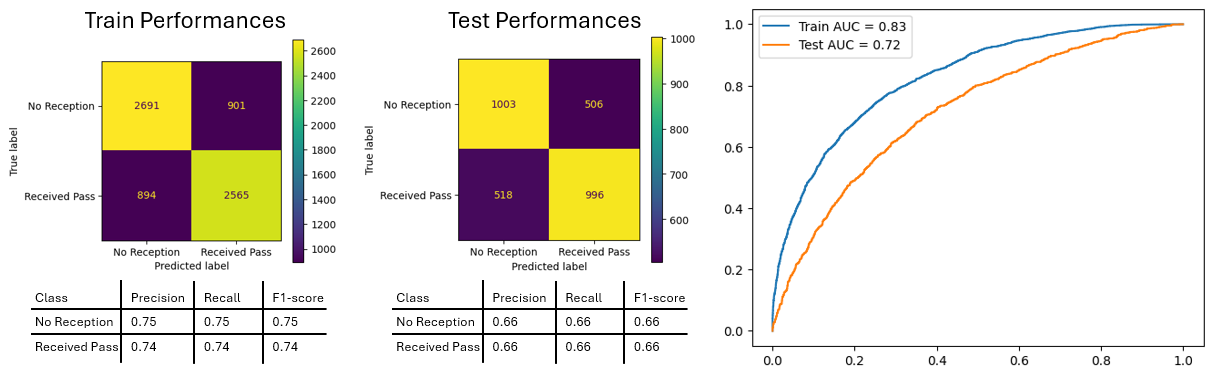 Train Performances
2600
2400
2200
2000
1800
1600
1400
1200
1000
No Reception
Received Pass
True label
2691 901
894 2565
No Reception Received Pass
Predicted label
Class Precision Recall F1-score
No Reception 0.75 0.75 0.75
Received Pass 0.74 0.74 0.74
Test Performances
1000
900
800
700
600
No Reception
Received Pass
True label
1003 506
518 996
No Reception Received Pass
Predicted label
Class Precision Recall F1-score
No Reception 0.66 0.66 0.66
Received Pass 0.66 0.66 0.66
Train AUC = 0.83
Test AUC = 0.72
1.0
0.8
0.6
0.4
0.2
0.0
0.0 0.2 0.4 0.6 0.8 1.0